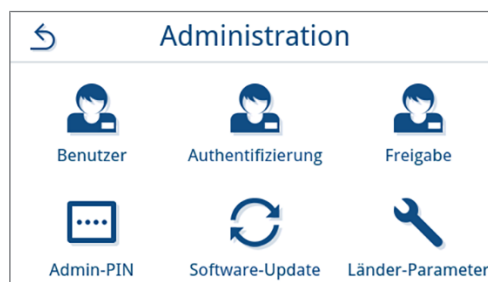 Administration
Benutzer
Authentifizierung
Freigabe
Admin-PIN
Software-Update
Länder-Parameter